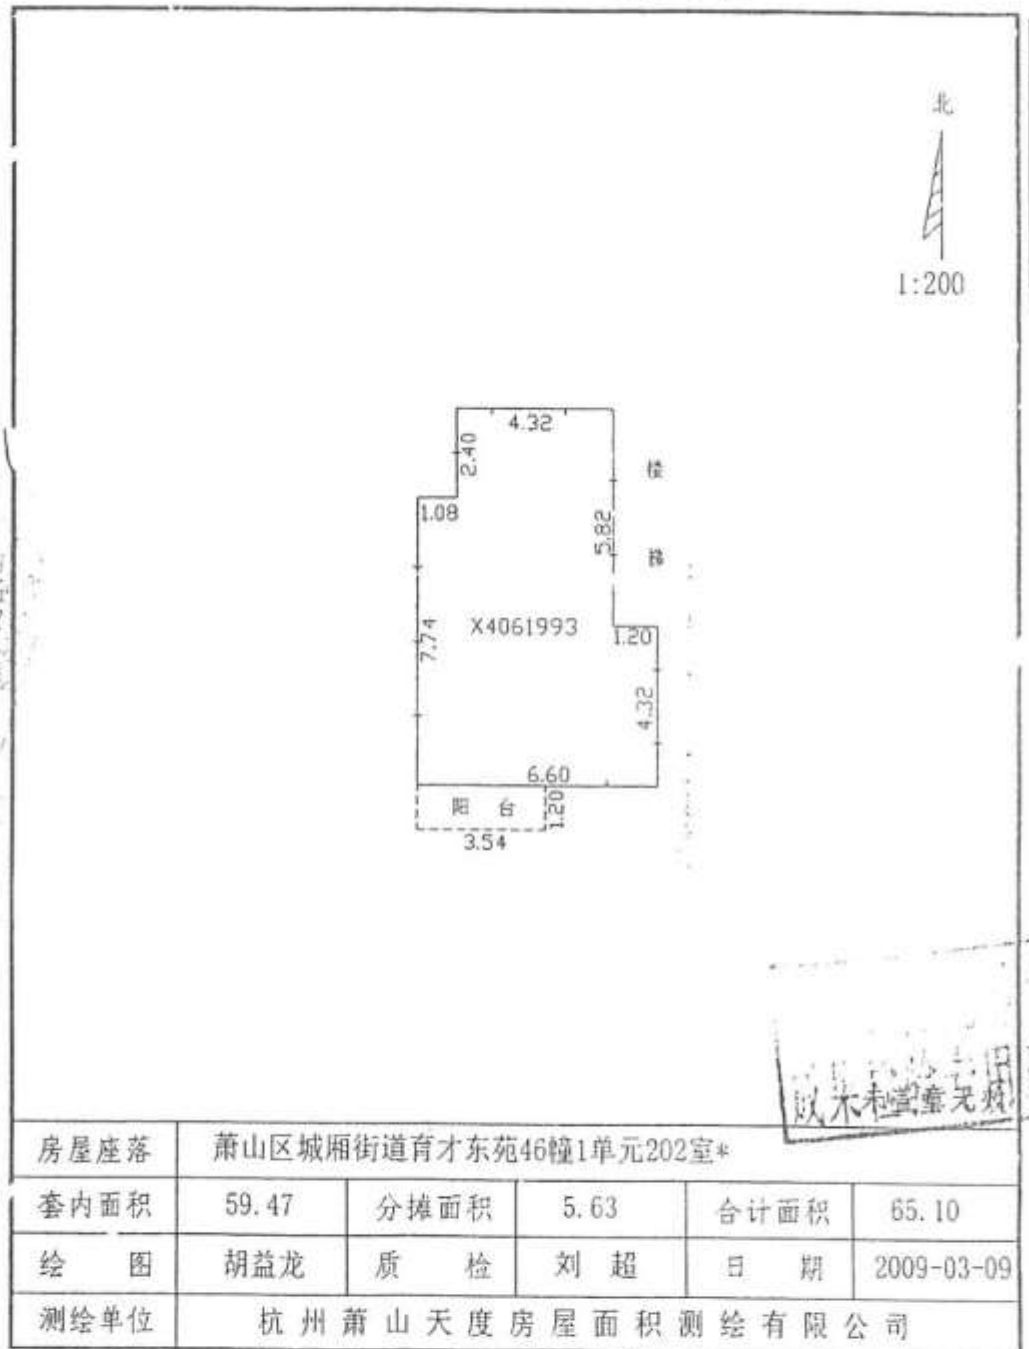 北
1:200
4.32
2.40
楼
1.08
5.82
梯
X4061993
7.74
1.20
4.32
6.60
阳 台
1.20
3.54
房屋座落 萧山区城厢街道育才东苑46幢1单元202室*
套内面积 59.47 分摊面积 5.63 合计面积 65.10
绘 图 胡益龙 质 检 刘 超 日 期 2009-03-09
测绘单位 杭州萧山天度房屋面积测绘有限公司